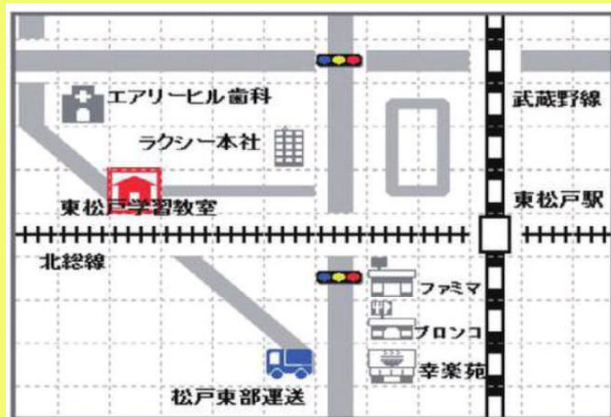 エアリーヒル歯科
武蔵野線
ラクシー本社
東松戸学習教室
東松戸駅
北総線
ファミマ
ブロンコ
幸楽苑
松戸東部運送